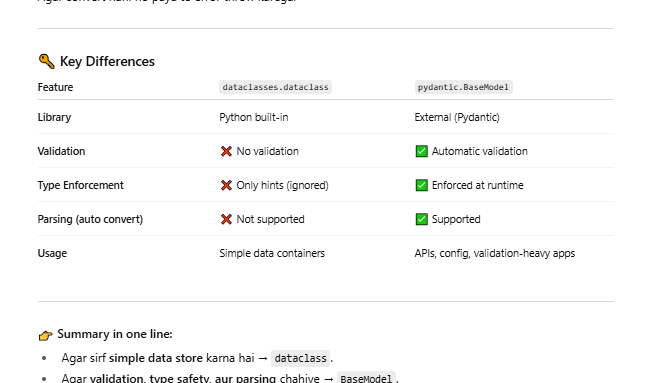 Agar convert nahi ho paya to error throw karega.
🔑 Key Differences
Feature dataclasses.dataclass pydantic.BaseModel
Library Python built-in External (Pydantic)
Validation ❌ No validation ✅ Automatic validation
Type Enforcement ❌ Only hints (ignored) ✅ Enforced at runtime
Parsing (auto convert) ❌ Not supported ✅ Supported
Usage Simple data containers APIs, config, validation-heavy apps
👉 Summary in one line:
• Agar sirf simple data store karna hai → dataclass.
• Agar validation, type safety, aur parsing chahiye → BaseModel.